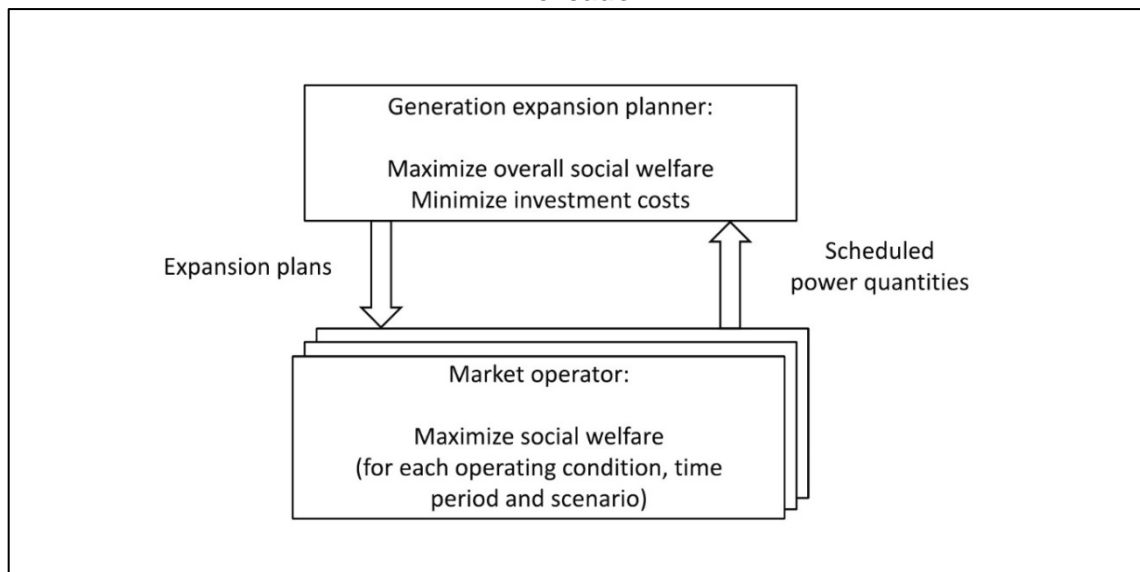 Generation expansion planner:
Maximize overall social welfare
Minimize investment costs
Expansion plans
Scheduled
power quantities
Market operator:
Maximize social welfare
(for each operating condition, time
period and scenario)